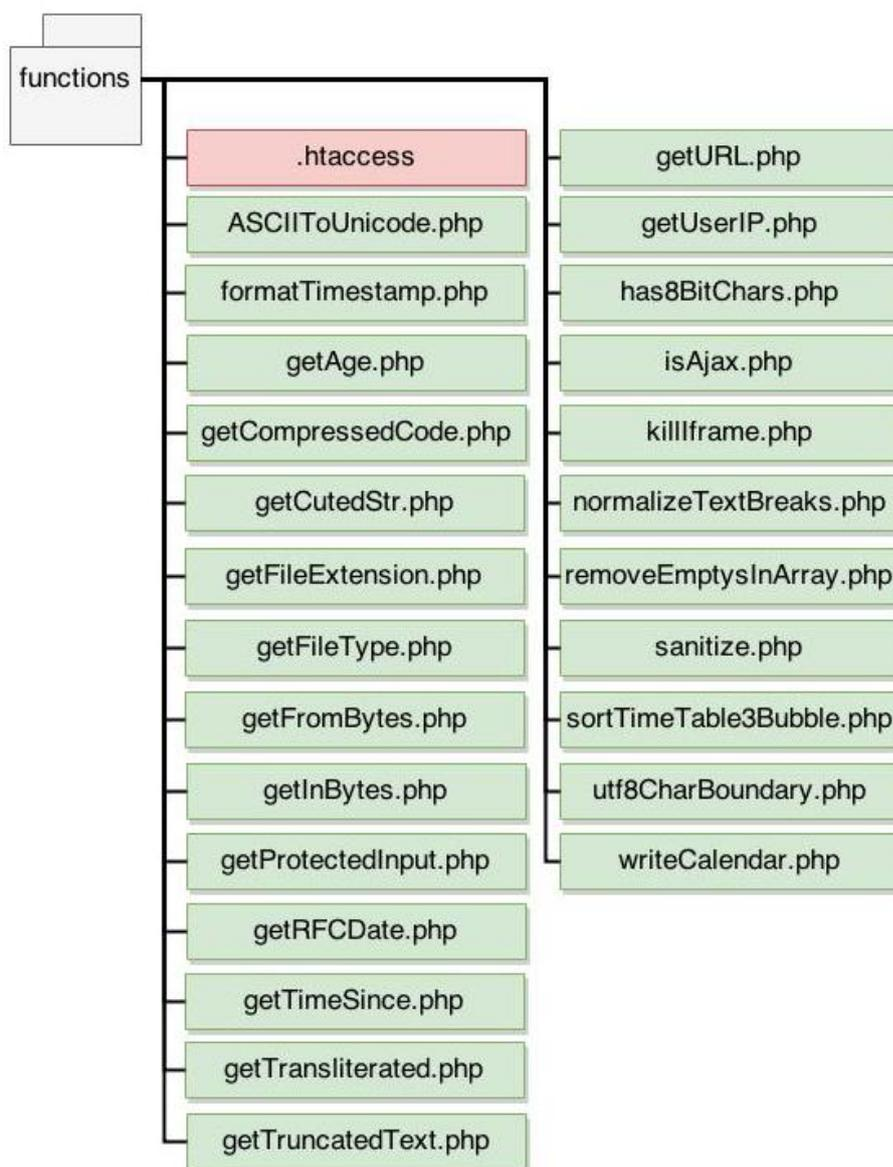 functions
.htaccess
ASCIIToUnicode.php
formatTimestamp.php
getAge.php
getCompressedCode.php
getCutedStr.php
getFileExtension.php
getFileType.php
getFromBytes.php
getInBytes.php
getProtectedInput.php
getRFCDate.php
getTimeSince.php
getTransliterated.php
getTruncatedText.php
getURL.php
getUserIP.php
has8BitChars.php
isAjax.php
killIframe.php
normalizeTextBreaks.php
removeEmptysInArray.php
sanitize.php
sortTimeTable3Bubble.php
utf8CharBoundary.php
writeCalendar.php